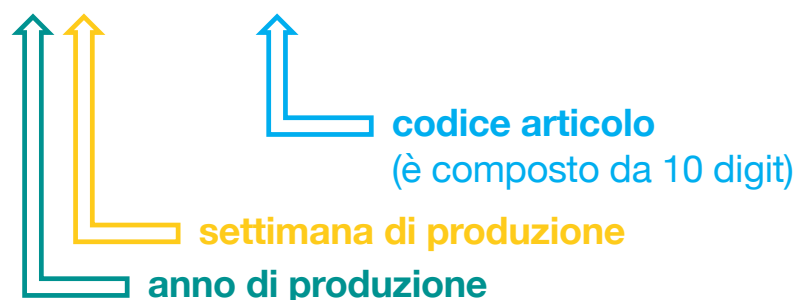 codice articolo
(è composto da 10 digit)
settimana di produzione
anno di produzione